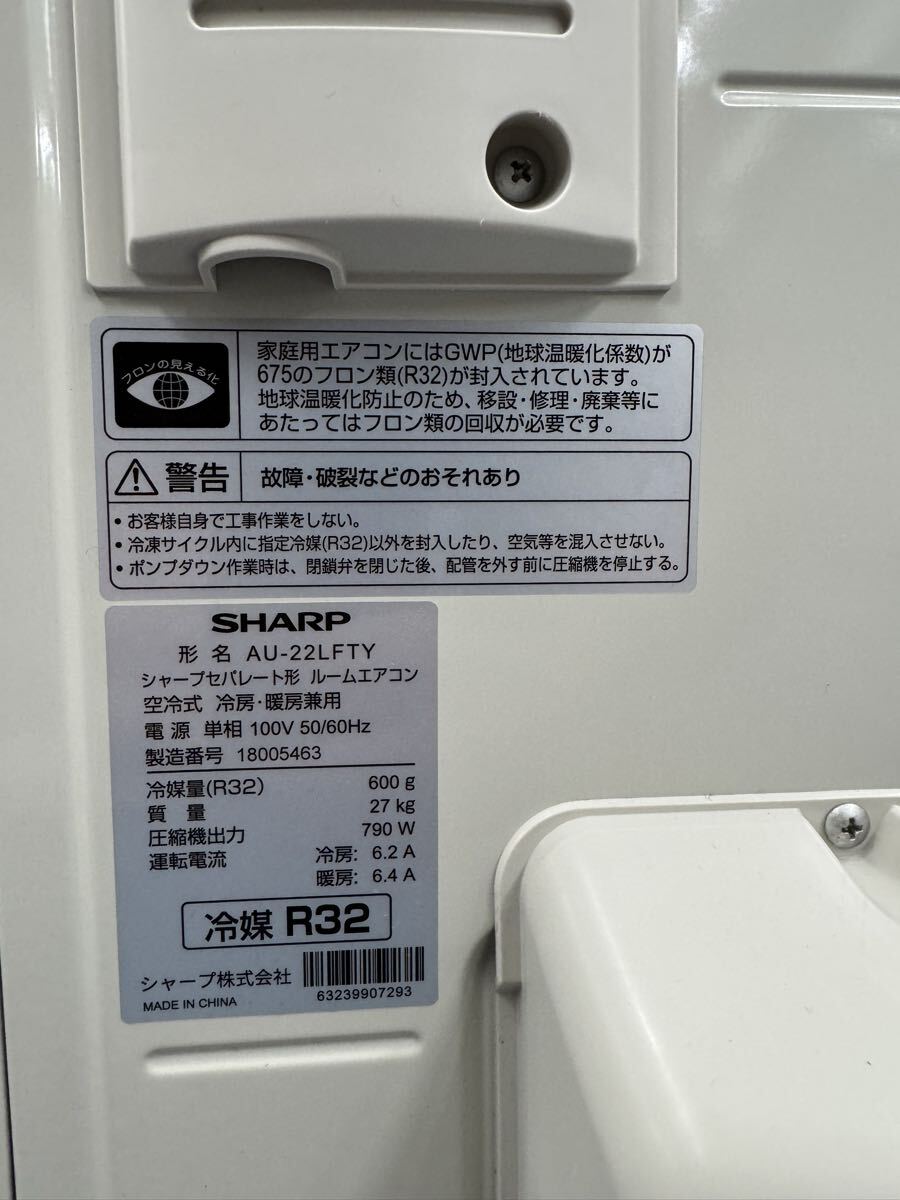 フロンの見える化
家庭用エアコンにはGWP(地球温暖化係数)が
675のフロン類(R32)が封入されています。
地球温暖化防止のため、移設・修理・廃棄等に
あたってはフロン類の回収が必要です。
警告 故障・破裂などのおそれあり
・お客様自身で工事作業をしない。
・冷凍サイクル内に指定冷媒(R32)以外を封入したり、空気等を混入させない。
・ポンプダウン作業時は、閉鎖弁を閉じた後、配管を外す前に圧縮機を停止する。
SHARP
形名 AU-22LFTY
シャープセパレート形 ルームエアコン
空冷式 冷房・暖房兼用
電源 単相 100V 50/60Hz
製造番号 18005463
冷媒量(R32) 600 g
質量 27 kg
圧縮機出力 790 W
運転電流 冷房: 6.2 A
暖房: 6.4 A
冷媒 R32
シャープ株式会社
MADE IN CHINA
63239907293